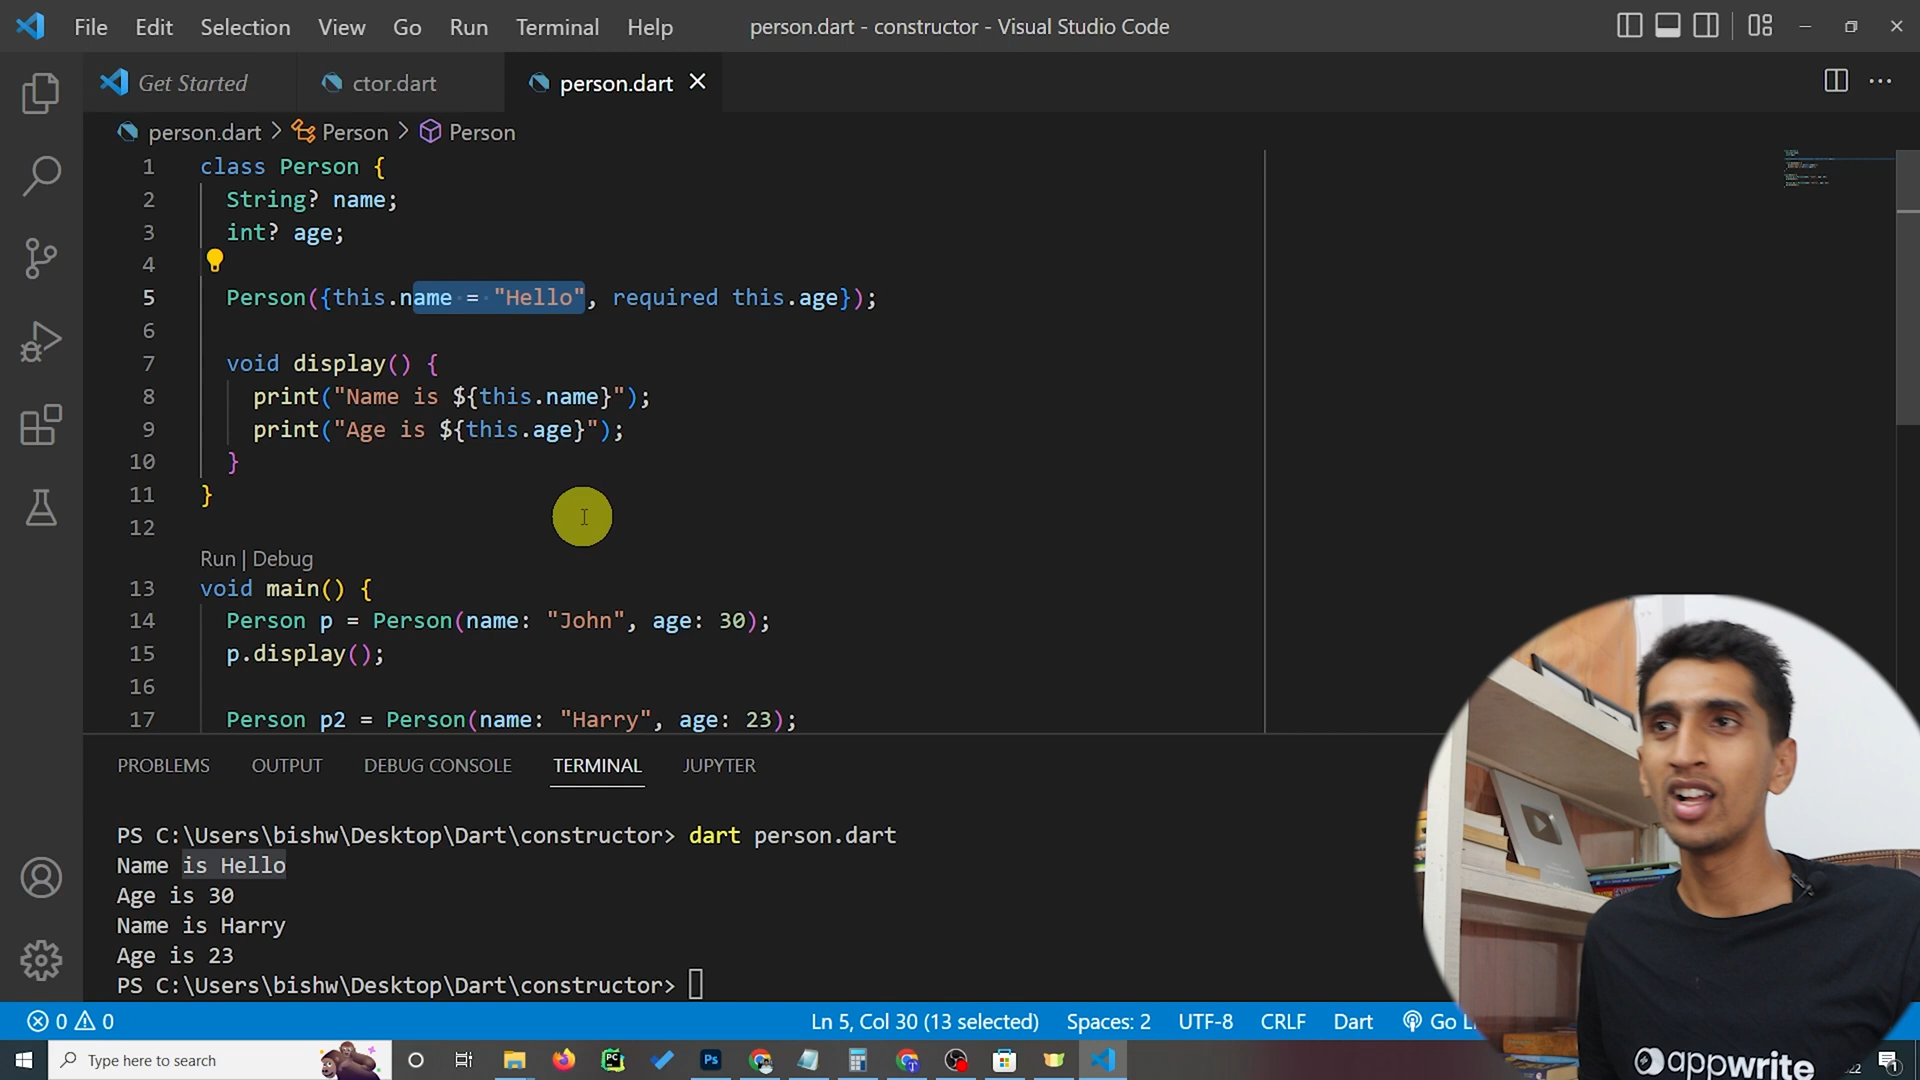 File Edit Selection View Go Run Terminal Help person.dart - constructor - Visual Studio Code
Get Started ctor.dart person.dart
person.dart > Person > Person
1 class Person {
2 String? name;
3 int? age;
4
5 Person({this.name = "Hello", required this.age});
6
7 void display() {
8 print("Name is ${this.name}");
9 print("Age is ${this.age}");
10 }
11 }
12
Run | Debug
13 void main() {
14 Person p = Person(name: "John", age: 30);
15 p.display();
16
17 Person p2 = Person(name: "Harry", age: 23);
PROBLEMS OUTPUT DEBUG CONSOLE TERMINAL JUPYTER
PS C:\Users\bishw\Desktop\Dart\constructor> dart person.dart
Name is Hello
Age is 30
Name is Harry
Age is 23
PS C:\Users\bishw\Desktop\Dart\constructor>
0 0 Ln 5, Col 30 (13 selected) Spaces: 2 UTF-8 CRLF Dart Go
Type here to search
appwrite